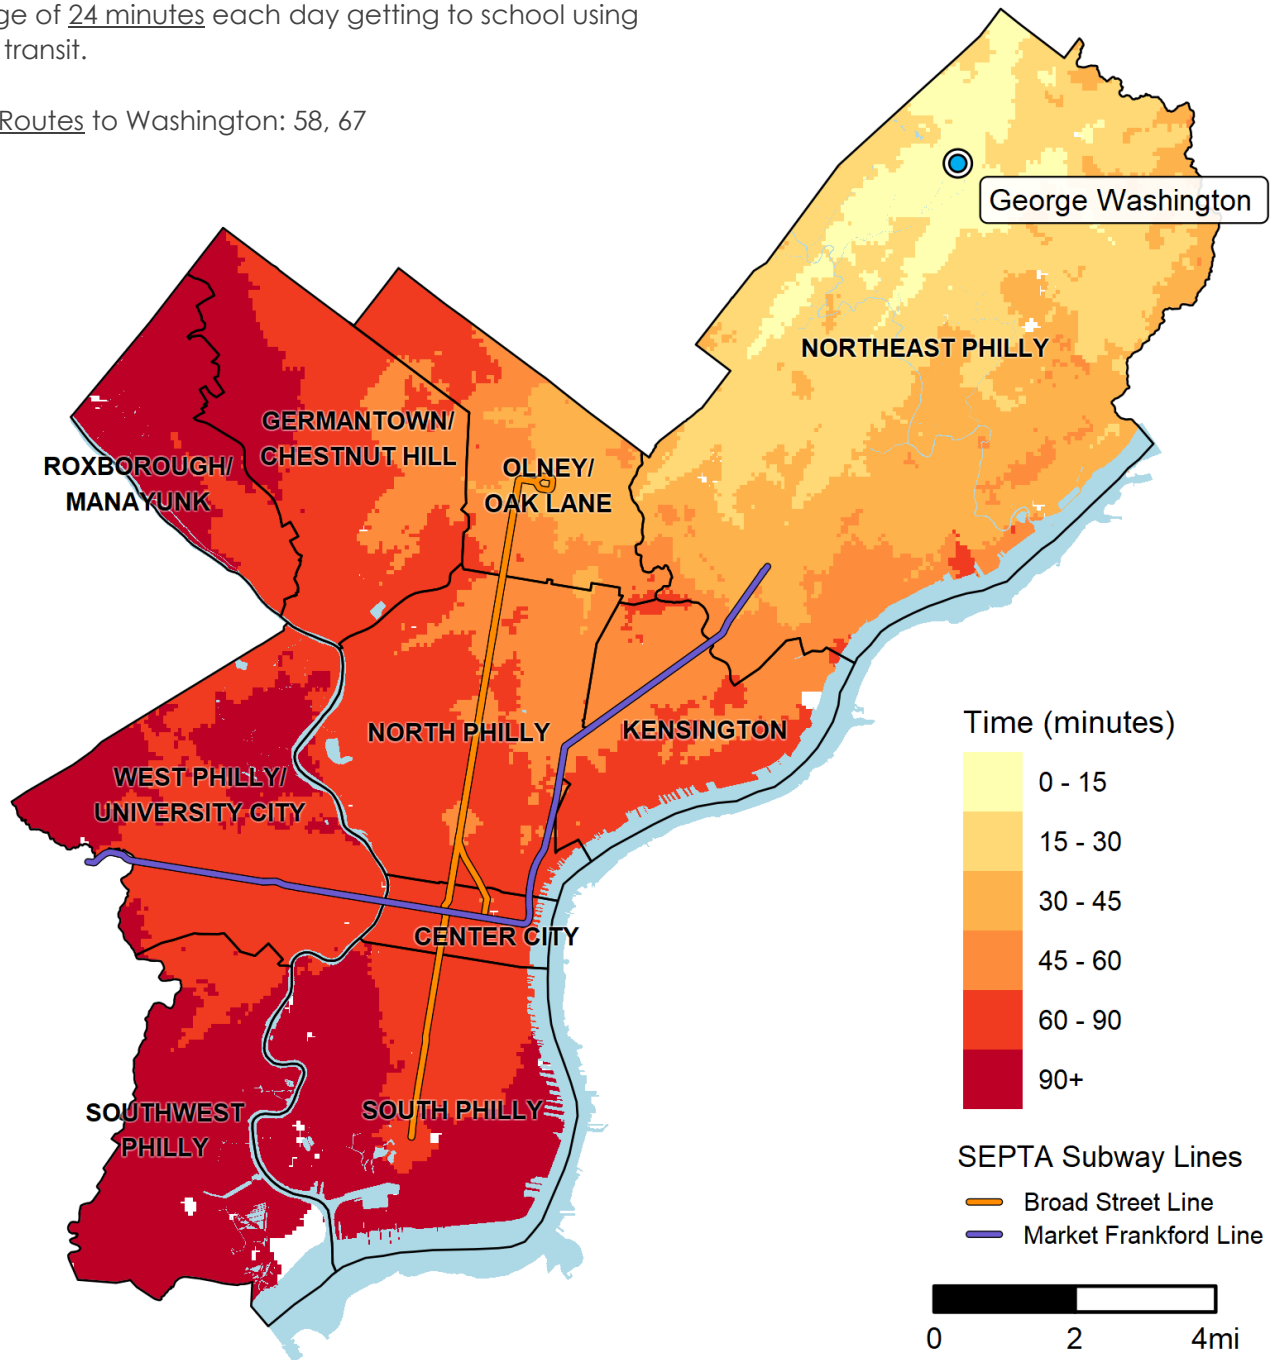 ge of 24 minutes each day getting to school using
transit.
Routes to Washington: 58, 67
George Washington
NORTHEAST PHILLY
GERMANTOWN/
CHESTNUT HILL
ROXBOROUGH/
MANAYUNK
OLNEY/
OAK LANE
NORTH PHILLY
KENSINGTON
WEST PHILLY/
UNIVERSITY CITY
CENTER CITY
SOUTHWEST
PHILLY
SOUTH PHILLY
Time (minutes)
0 - 15
15 - 30
30 - 45
45 - 60
60 - 90
90+
SEPTA Subway Lines
Broad Street Line
Market Frankford Line
0 2 4mi